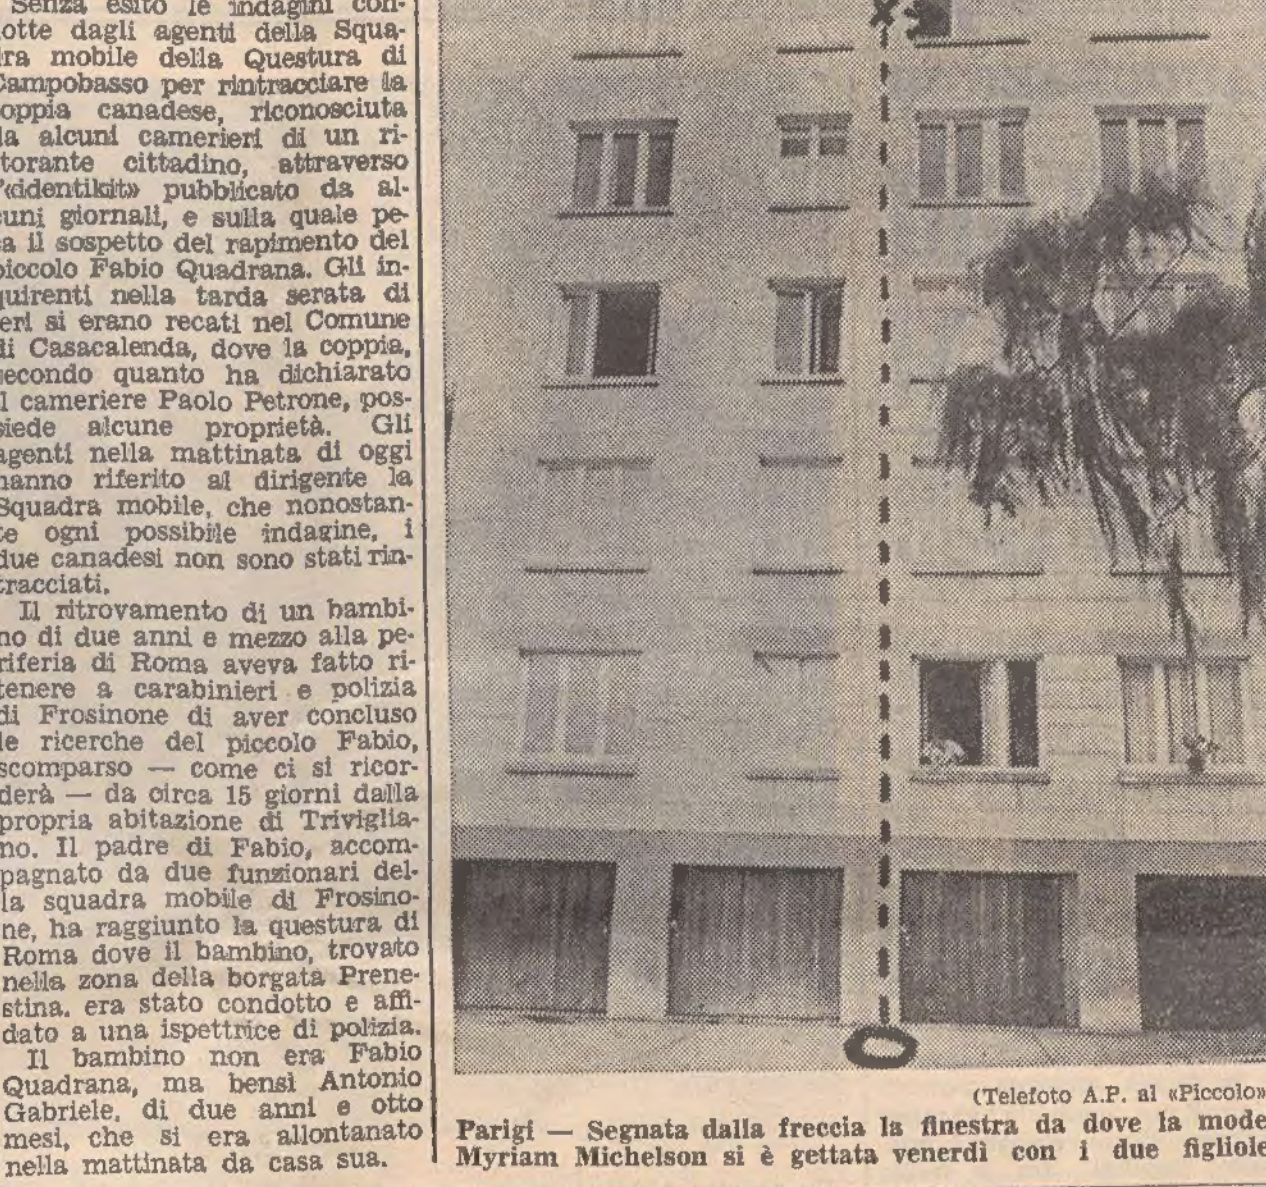 Senza esito le indagini con-
otte dagli agenti della Squa-
ra mobile della Questura di
Campobasso per rintracciare la
oppia canadese, riconosciuta
a alcuni camerieri di un ri-
torante cittadino, attraverso
'«identikit» pubblicato da al-
cuni giornali, e sulla quale pe-
a il sospetto del rapimento del
piccolo Fabio Quadrana. Gli in-
quirenti nella tarda serata di
eri si erano recati nel Comune
di Casacalenda, dove la coppia,
secondo quanto ha dichiarato
l cameriere Paolo Petrone, pos-
siede alcune proprietà. Gli
agenti nella mattinata di oggi
hanno riferito al dirigente la
Squadra mobile, che nonostan-
te ogni possibile indagine, i
due canadesi non sono stati rin-
tracciati.
Il ritrovamento di un bambi-
no di due anni e mezzo alla pe-
riferia di Roma aveva fatto ri-
tenere a carabinieri e polizia
di Frosinone di aver concluso
le ricerche del piccolo Fabio,
scomparso — come ci si ricor-
derà — da circa 15 giorni dalla
propria abitazione di Triviglia-
no. Il padre di Fabio, accom-
pagnato da due funzionari del-
la squadra mobile di Frosino-
ne, ha raggiunto la questura di
Roma dove il bambino, trovato
nella zona della borgata Prene-
stina. era stato condotto e affi-
dato a una ispettrice di polizia.
Il bambino non era Fabio
Quadrana, ma bensì Antonio
Gabriele, di due anni e otto
mesi, che si era allontanato
nella mattinata da casa sua.
(Telefoto A.P. al «Piccolo»
Parigi — Segnata dalla freccia la finestra da dove la mode
Myriam Michelson si è gettata venerdì con i due figliole